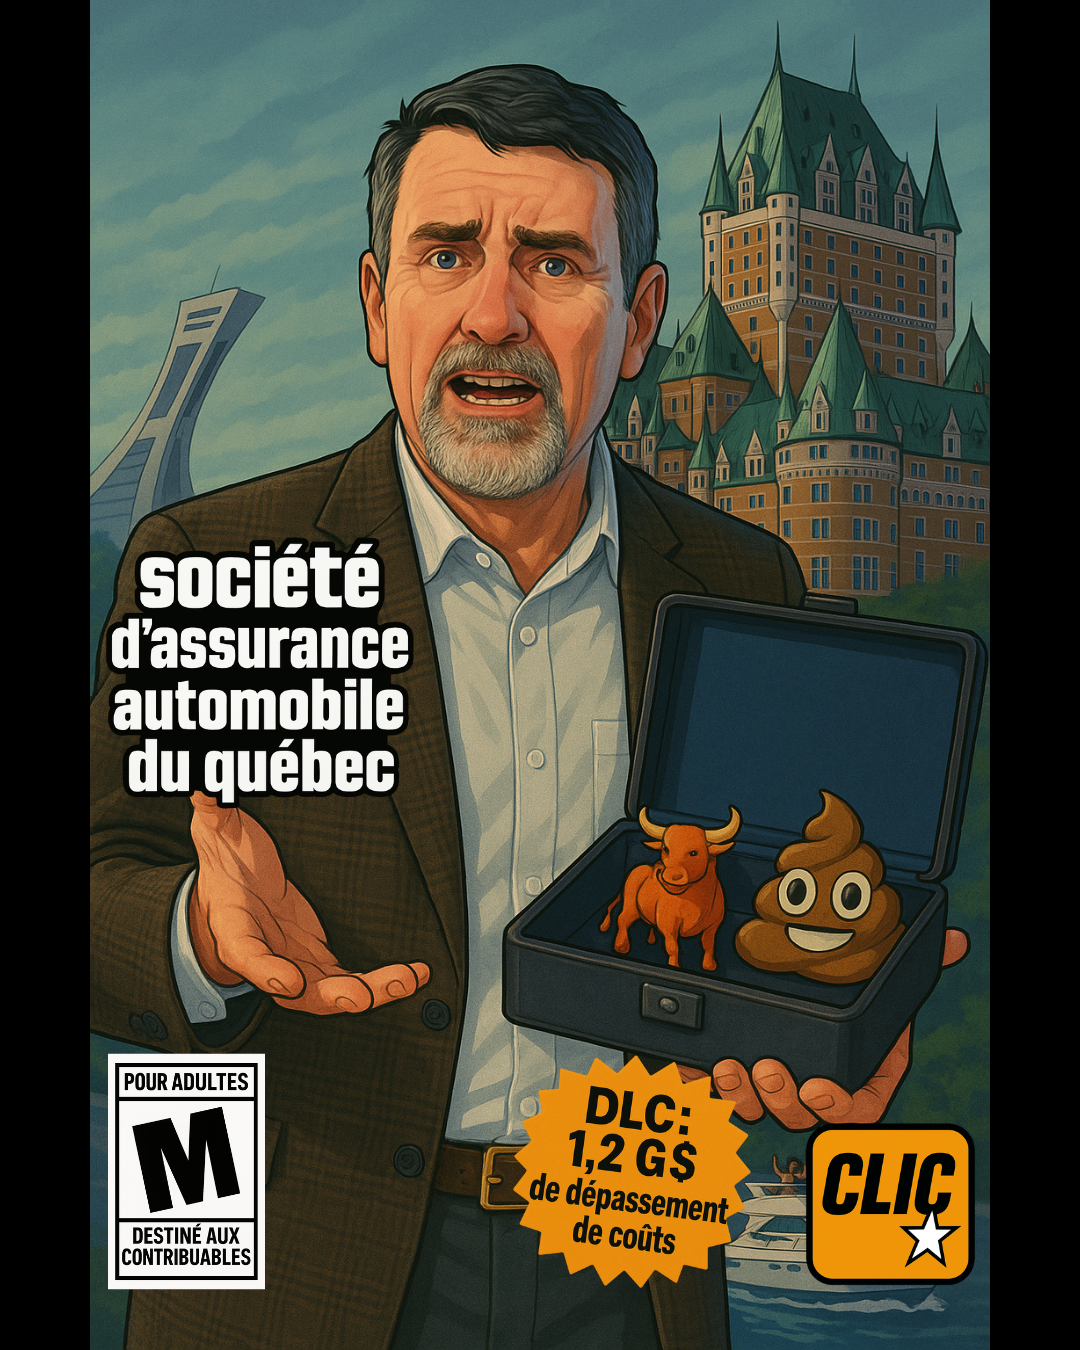 société
d'assurance
automobile
du québec
POUR ADULTES
M
DESTINÉ AUX
CONTRIBUABLES
DLC:
1,2 G$
de dépassement
de coûts
CLIC